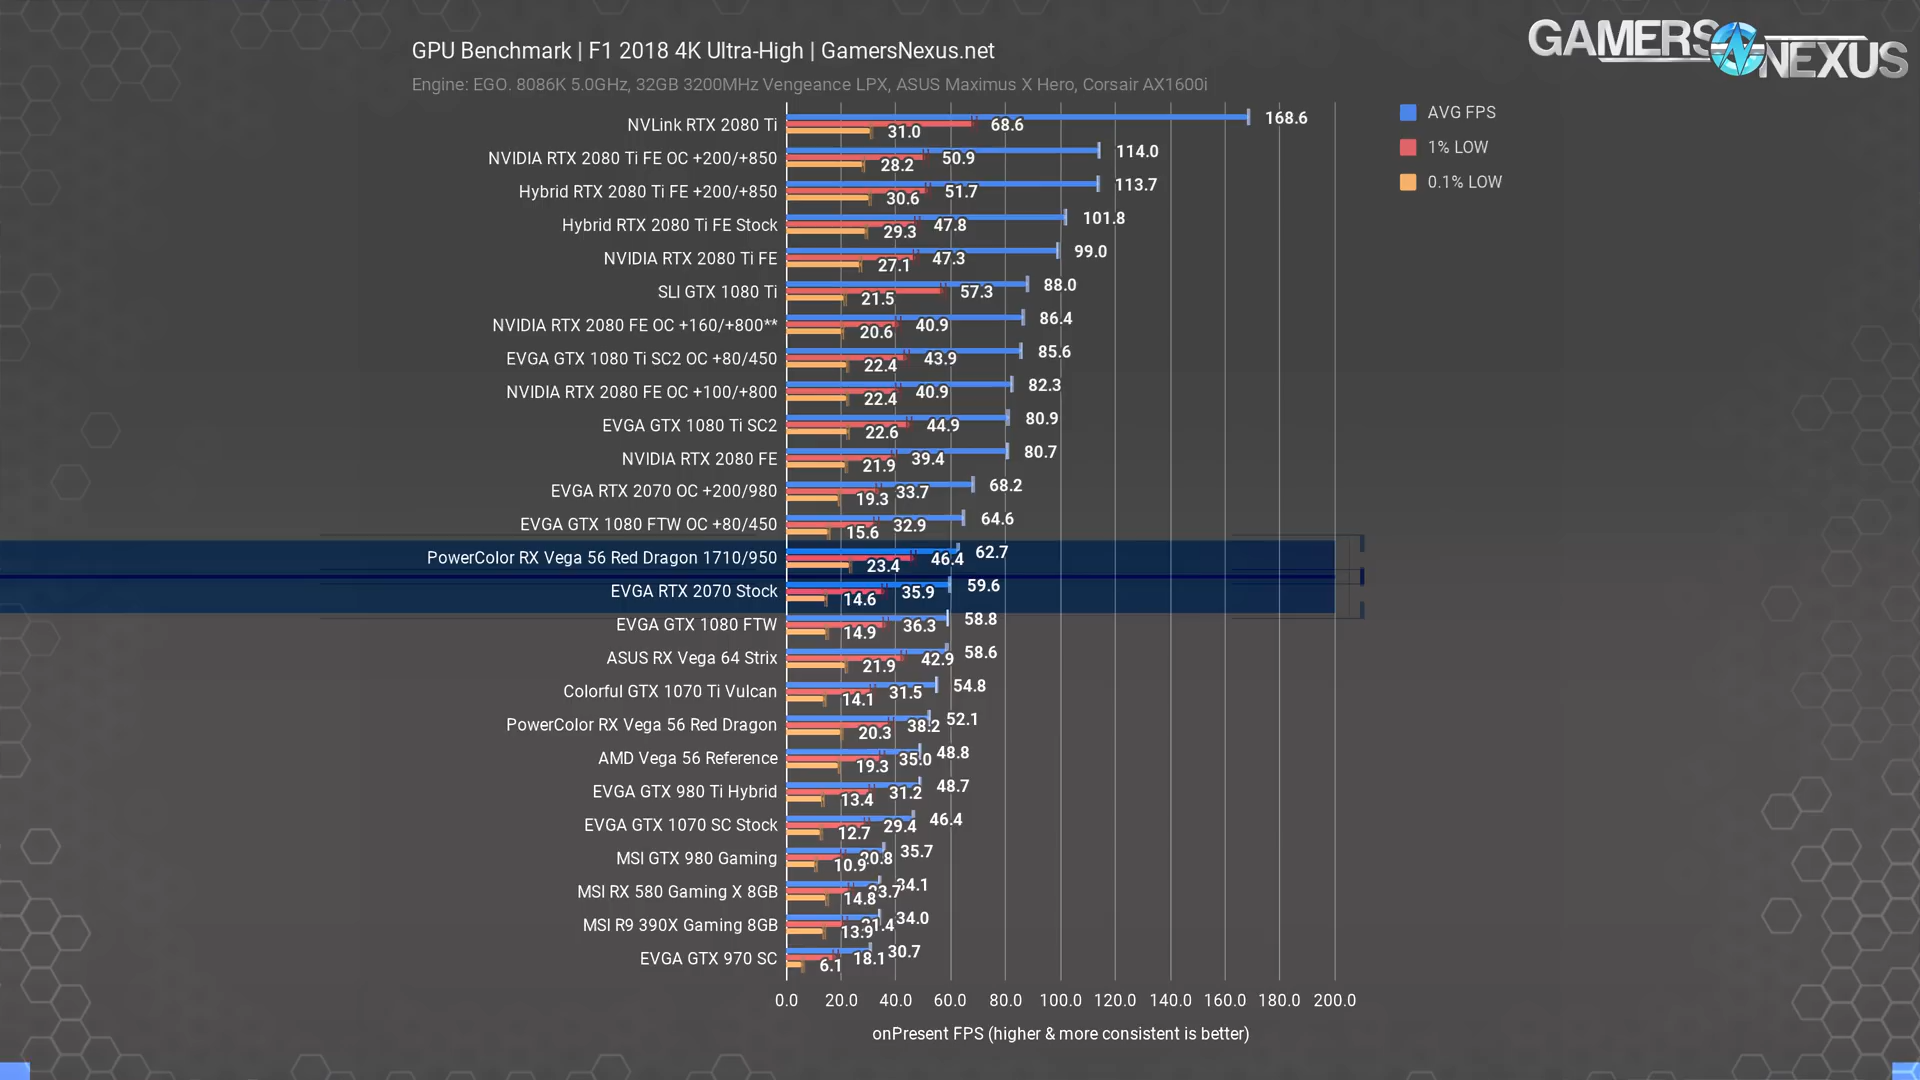 GAMERS NEXUS
GPU Benchmark | F1 2018 4K Ultra-High | GamersNexus.net
Engine: EGO. 8086K 5.0GHz, 32GB 3200MHz Vengeance LPX, ASUS Maximus X Hero, Corsair AX1600i
AVG FPS
1% LOW
0.1% LOW
NVLink RTX 2080 Ti 31.0 68.6 168.6
NVIDIA RTX 2080 Ti FE OC +200/+850 28.2 50.9 114.0
Hybrid RTX 2080 Ti FE +200/+850 30.6 51.7 113.7
Hybrid RTX 2080 Ti FE Stock 29.3 47.8 101.8
NVIDIA RTX 2080 Ti FE 27.1 47.3 99.0
SLI GTX 1080 Ti 21.5 57.3 88.0
NVIDIA RTX 2080 FE OC +160/+800** 20.6 40.9 86.4
EVGA GTX 1080 Ti SC2 OC +80/450 22.4 43.9 85.6
NVIDIA RTX 2080 FE OC +100/+800 22.4 40.9 82.3
EVGA GTX 1080 Ti SC2 22.6 44.9 80.9
NVIDIA RTX 2080 FE 21.9 39.4 80.7
EVGA RTX 2070 OC +200/980 19.3 33.7 68.2
EVGA GTX 1080 FTW OC +80/450 15.6 32.9 64.6
PowerColor RX Vega 56 Red Dragon 1710/950 23.4 46.4 62.7
EVGA RTX 2070 Stock 14.6 35.9 59.6
EVGA GTX 1080 FTW 14.9 36.3 58.8
ASUS RX Vega 64 Strix 21.9 42.9 58.6
Colorful GTX 1070 Ti Vulcan 14.1 31.5 54.8
PowerColor RX Vega 56 Red Dragon 20.3 38.2 52.1
AMD Vega 56 Reference 19.3 35.0 48.8
EVGA GTX 980 Ti Hybrid 13.4 31.2 48.7
EVGA GTX 1070 SC Stock 12.7 29.4 46.4
MSI GTX 980 Gaming 10.9 20.8 35.7
MSI RX 580 Gaming X 8GB 14.8 23.7 34.1
MSI R9 390X Gaming 8GB 13.9 21.4 34.0
EVGA GTX 970 SC 6.1 18.1 30.7
0.0 20.0 40.0 60.0 80.0 100.0 120.0 140.0 160.0 180.0 200.0
onPresent FPS (higher & more consistent is better)